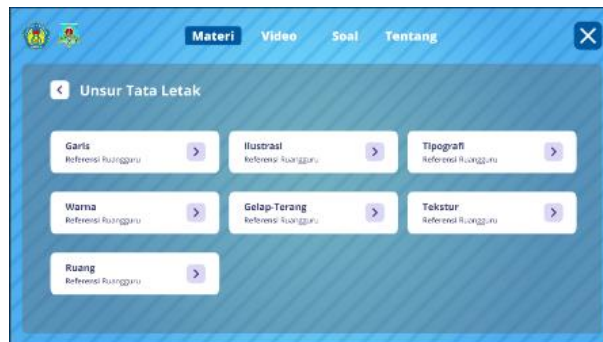 Materi Video Soal Tentang
Unsur Tata Letak
Garis
Referensi Ruangguru
Ilustrasi
Referensi Ruangguru
Tipografi
Referensi Ruangguru
Warna
Referensi Ruangguru
Gelap-Terang
Referensi Ruangguru
Tekstur
Referensi Ruangguru
Ruang
Referensi Ruangguru